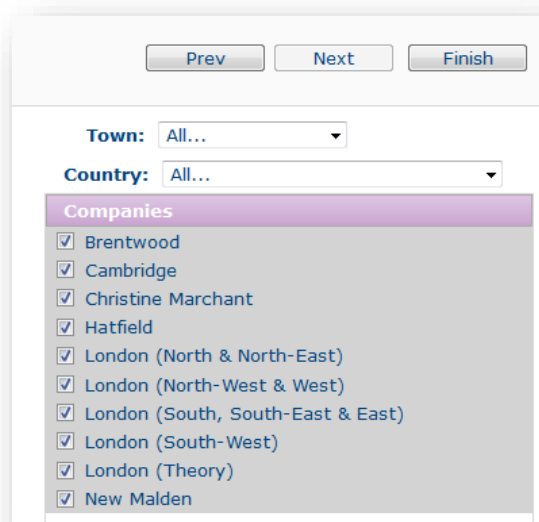 Prev Next Finish
Town: All...
Country: All...
Companies
Brentwood
Cambridge
Christine Marchant
Hatfield
London (North & North-East)
London (North-West & West)
London (South, South-East & East)
London (South-West)
London (Theory)
New Malden